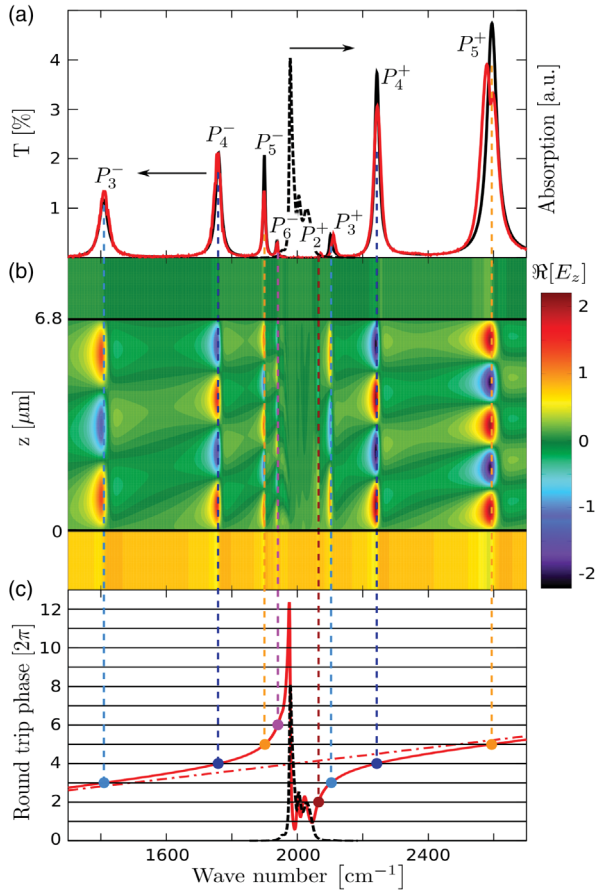 (a)
4
3
2
1
T [%]
Absorption [a.u.]
P₃⁻
P₄⁻
P₅⁻
P₆⁻
P₂⁺
P₃⁺
P₄⁺
P₅⁺
(b)
ℜ[E_z]
6.8
0
z [μm]
2
1
0
-1
-2
(c)
12
10
8
6
4
2
0
Round trip phase [2π]
1600 2000 2400
Wave number [cm⁻¹]